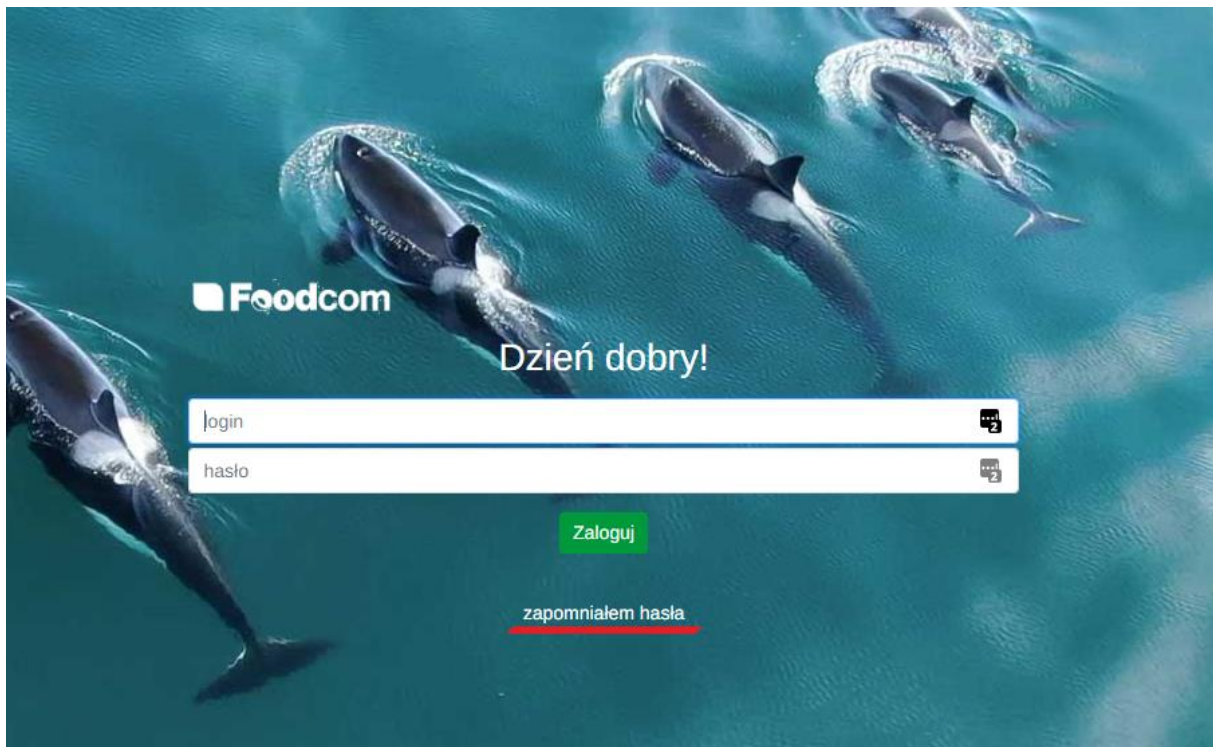 Foodcom
Dzień dobry!
login
hasło
Zaloguj
zapomniałem hasła